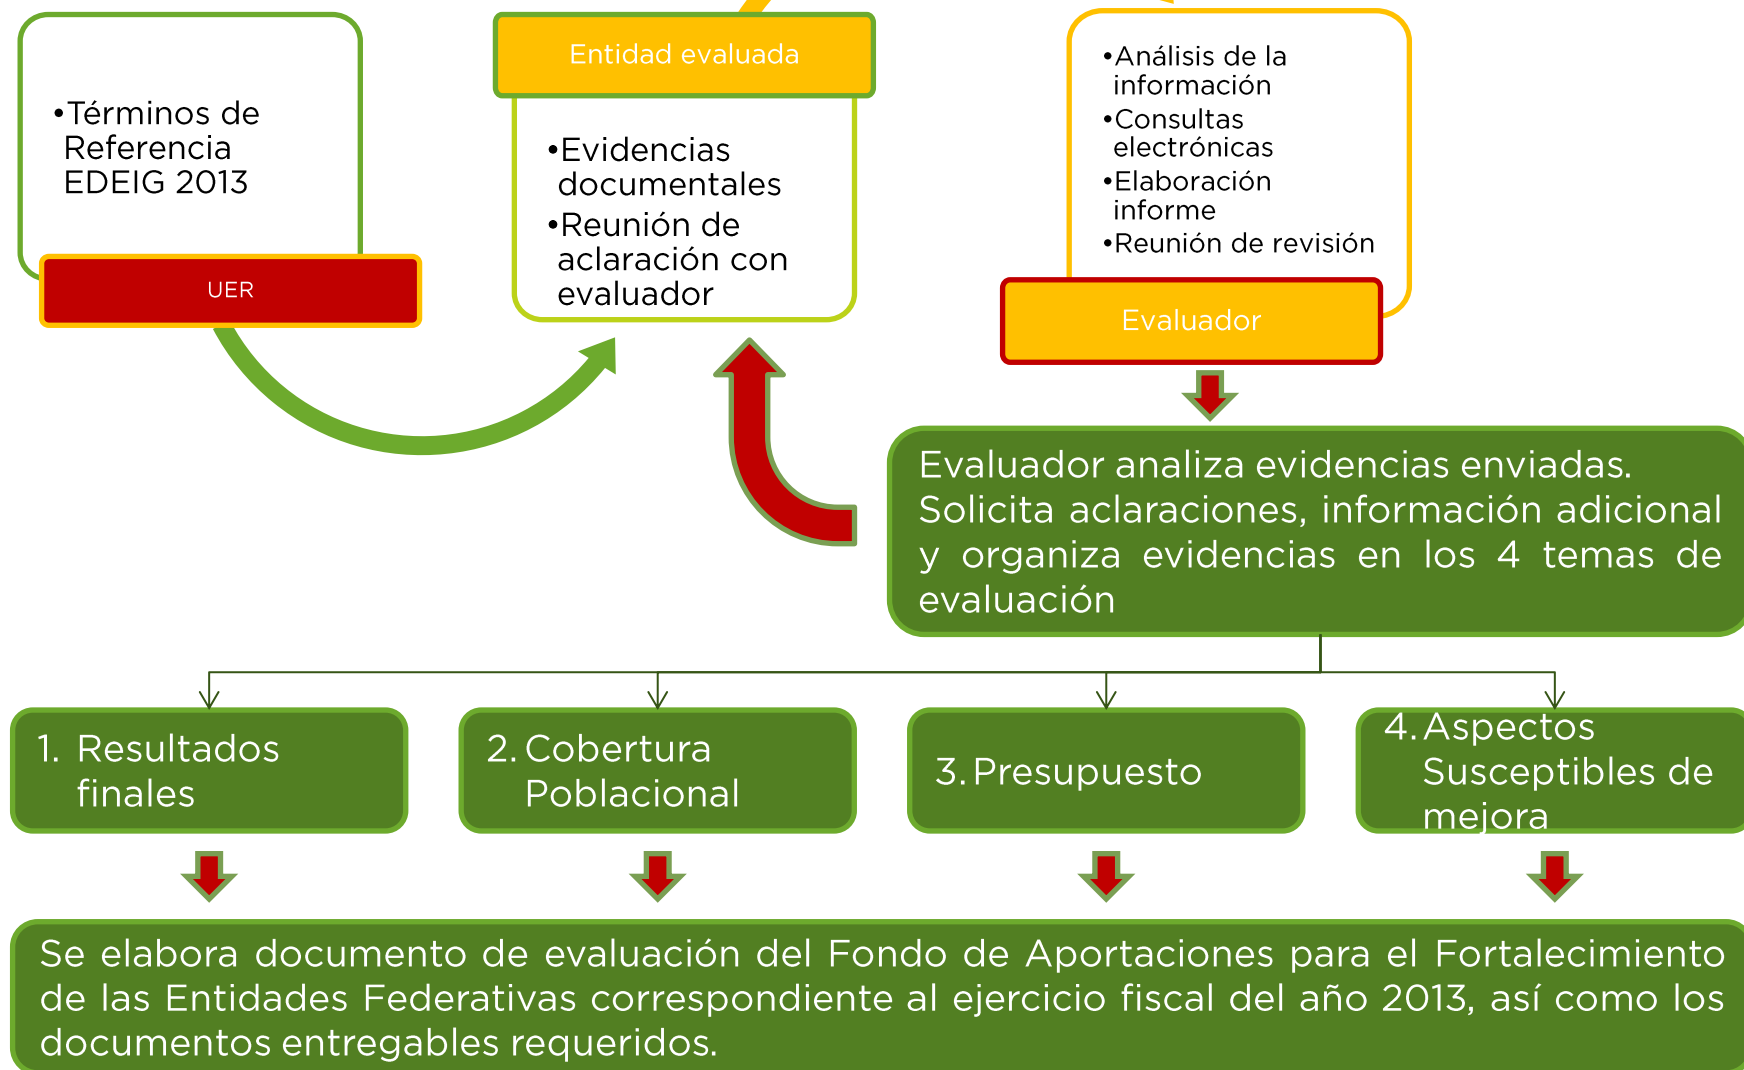 •Términos de
Referencia
EDEIG 2013
UER
Entidad evaluada
•Evidencias
documentales
•Reunión de
aclaración con
evaluador
•Análisis de la
información
•Consultas
electrónicas
•Elaboración
informe
•Reunión de revisión
Evaluador
Evaluador analiza evidencias enviadas.
Solicita aclaraciones, información adicional
y organiza evidencias en los 4 temas de
evaluación
1. Resultados
finales
2. Cobertura
Poblacional
3. Presupuesto
4. Aspectos
Susceptibles de
mejora
Se elabora documento de evaluación del Fondo de Aportaciones para el Fortalecimiento
de las Entidades Federativas correspondiente al ejercicio fiscal del año 2013, así como los
documentos entregables requeridos.